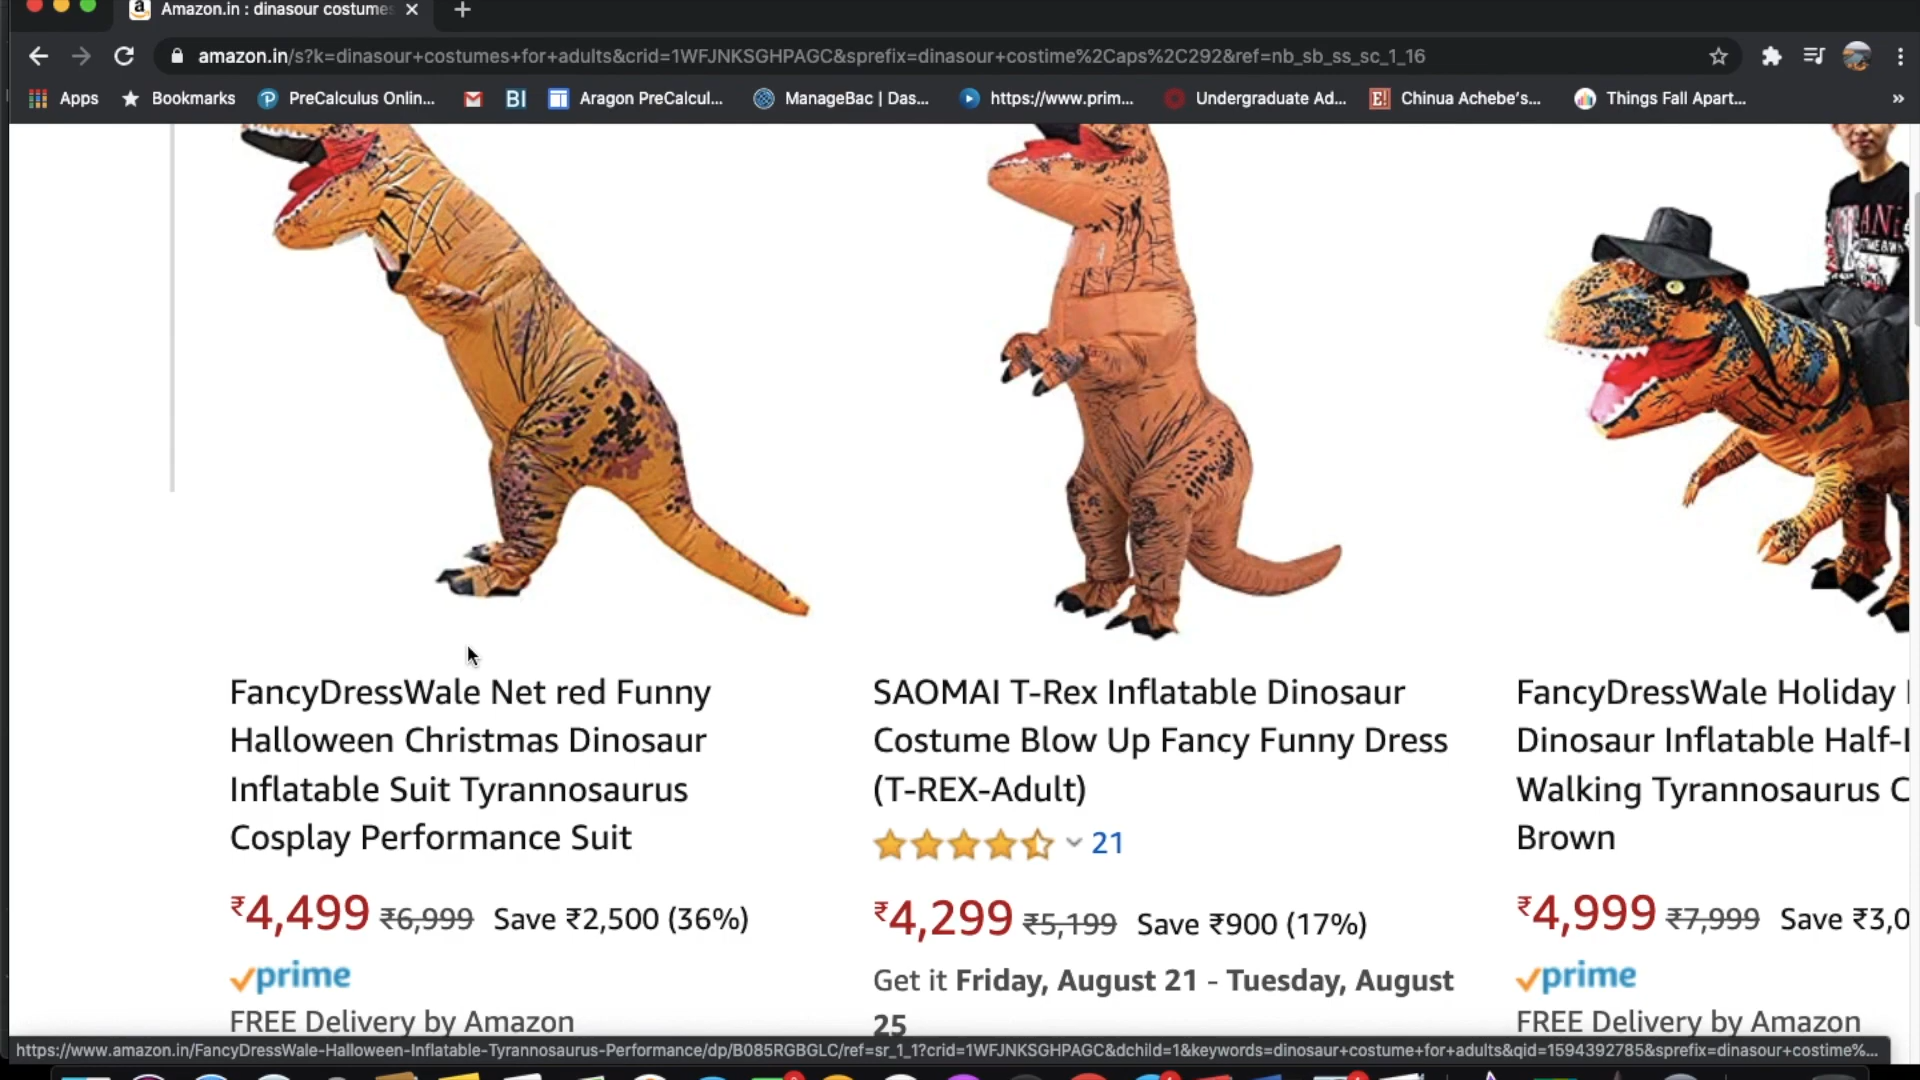 Amazon.in : dinasour costumes
amazon.in/s?k=dinasour+costumes+for+adults&crid=1WFJNKSGHPAGC&sprefix=dinasour+costime%2Caps%2C292&ref=nb_sb_ss_sc_1_16
Apps Bookmarks PreCalculus Onlin... BI Aragon PreCalcul... ManageBac | Das... https://www.prim... Undergraduate Ad... E! Chinua Achebe's... Things Fall Apart... »
FancyDressWale Net red Funny
Halloween Christmas Dinosaur
Inflatable Suit Tyrannosaurus
Cosplay Performance Suit
₹4,499 ₹6,999 Save ₹2,500 (36%)
prime
FREE Delivery by Amazon
SAOMAI T-Rex Inflatable Dinosaur
Costume Blow Up Fancy Funny Dress
(T-REX-Adult)
21
₹4,299 ₹5,199 Save ₹900 (17%)
Get it Friday, August 21 - Tuesday, August
25
FancyDressWale Holiday
Dinosaur Inflatable Half-
Walking Tyrannosaurus C
Brown
₹4,999 ₹7,999 Save ₹3,0
prime
FREE Delivery by Amazon
https://www.amazon.in/FancyDressWale-Halloween-Inflatable-Tyrannosaurus-Performance/dp/B085RGBGLC/ref=sr_1_1?crid=1WFJNKSGHPAGC&dchild=1&keywords=dinosaur+costume+for+adults&qid=1594392785&sprefix=dinasour+costime%...